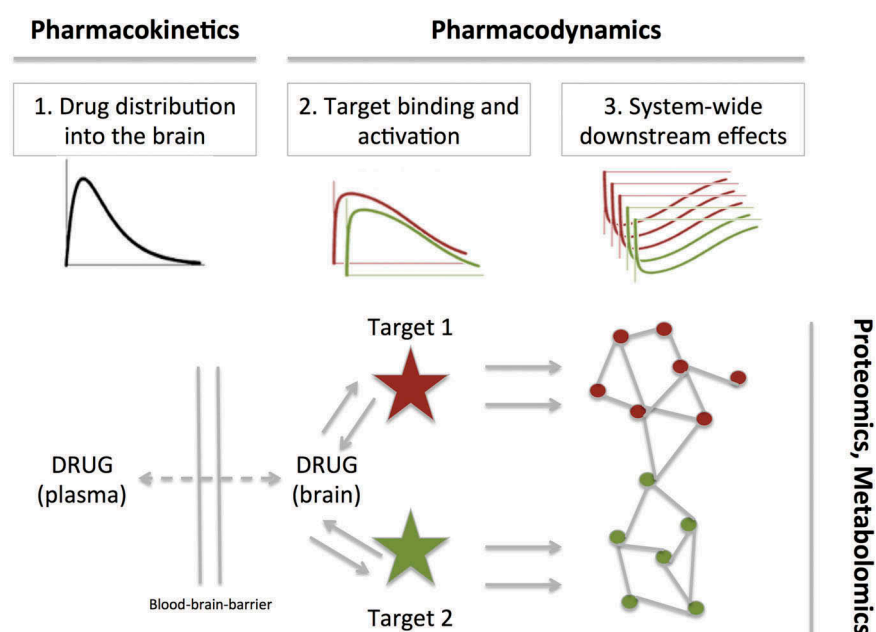 Pharmacokinetics
Pharmacodynamics
1. Drug distribution
into the brain
2. Target binding and
activation
3. System-wide
downstream effects
Target 1
DRUG
(plasma)
DRUG
(brain)
Blood-brain-barrier
Target 2
Proteomics, Metabolomics